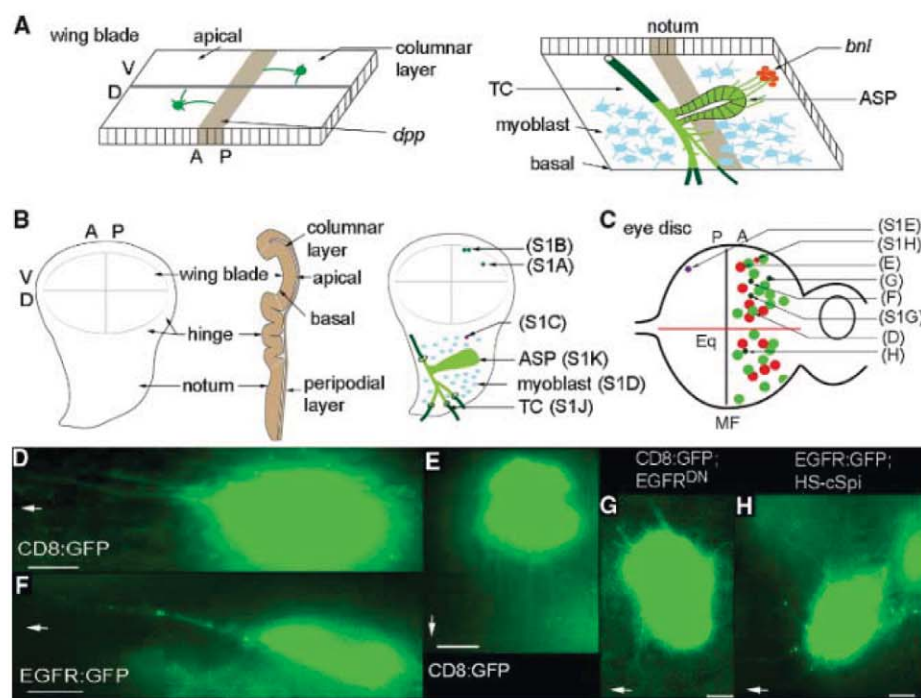 A
wing blade
apical
columnar
layer
V
D
dpp
A P
notum
bnl
TC
ASP
myoblast
basal
B
A P
V
D
wing blade
hinge
notum
columnar
layer
apical
basal
peripodial
layer
(S1B)
(S1A)
(S1C)
ASP (S1K)
myoblast (S1D)
TC (S1J)
C
eye disc
P A
Eq
MF
(S1E)
(S1H)
(E)
(G)
(F)
(S1G)
(D)
(H)
D
CD8:GFP
E
CD8:GFP
F
EGFR:GFP
CD8:GFP;
EGFRDN
G
EGFR:GFP;
HS-cSpi
H